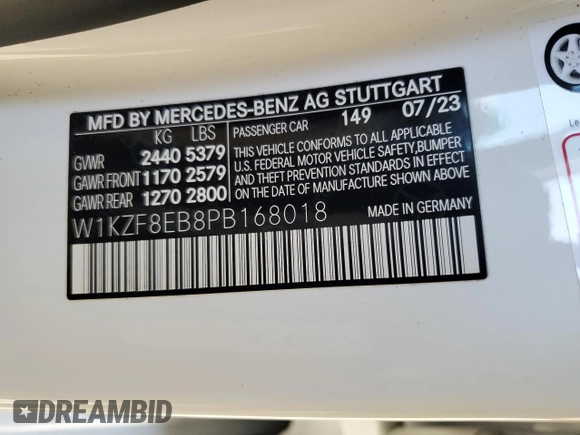 MFD BY MERCEDES-BENZ AG STUTTGART
KG LBS PASSENGER CAR 149 07/23
GVWR 2440 5379
GAWR FRONT 1170 2579
GAWR REAR 1270 2800
THIS VEHICLE CONFORMS TO ALL APPLICABLE
U.S. FEDERAL MOTOR VEHICLE SAFETY,BUMPER
AND THEFT PREVENTION STANDARDS IN EFFECT
ON THE DATE OF MANUFACTURE SHOWN ABOVE
W1KZF8EB8PB168018 MADE IN GERMANY
Le
DREAMBID